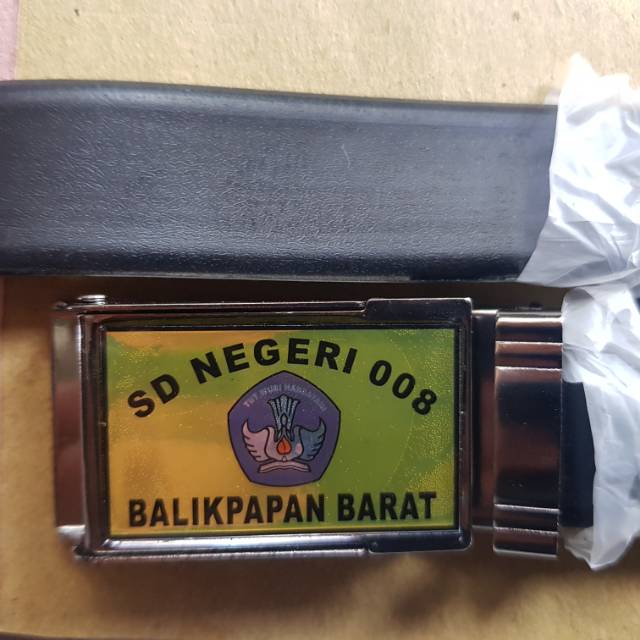 SD NEGERI 008
TUT WURI HANDAYANI
BALIKPAPAN BARAT